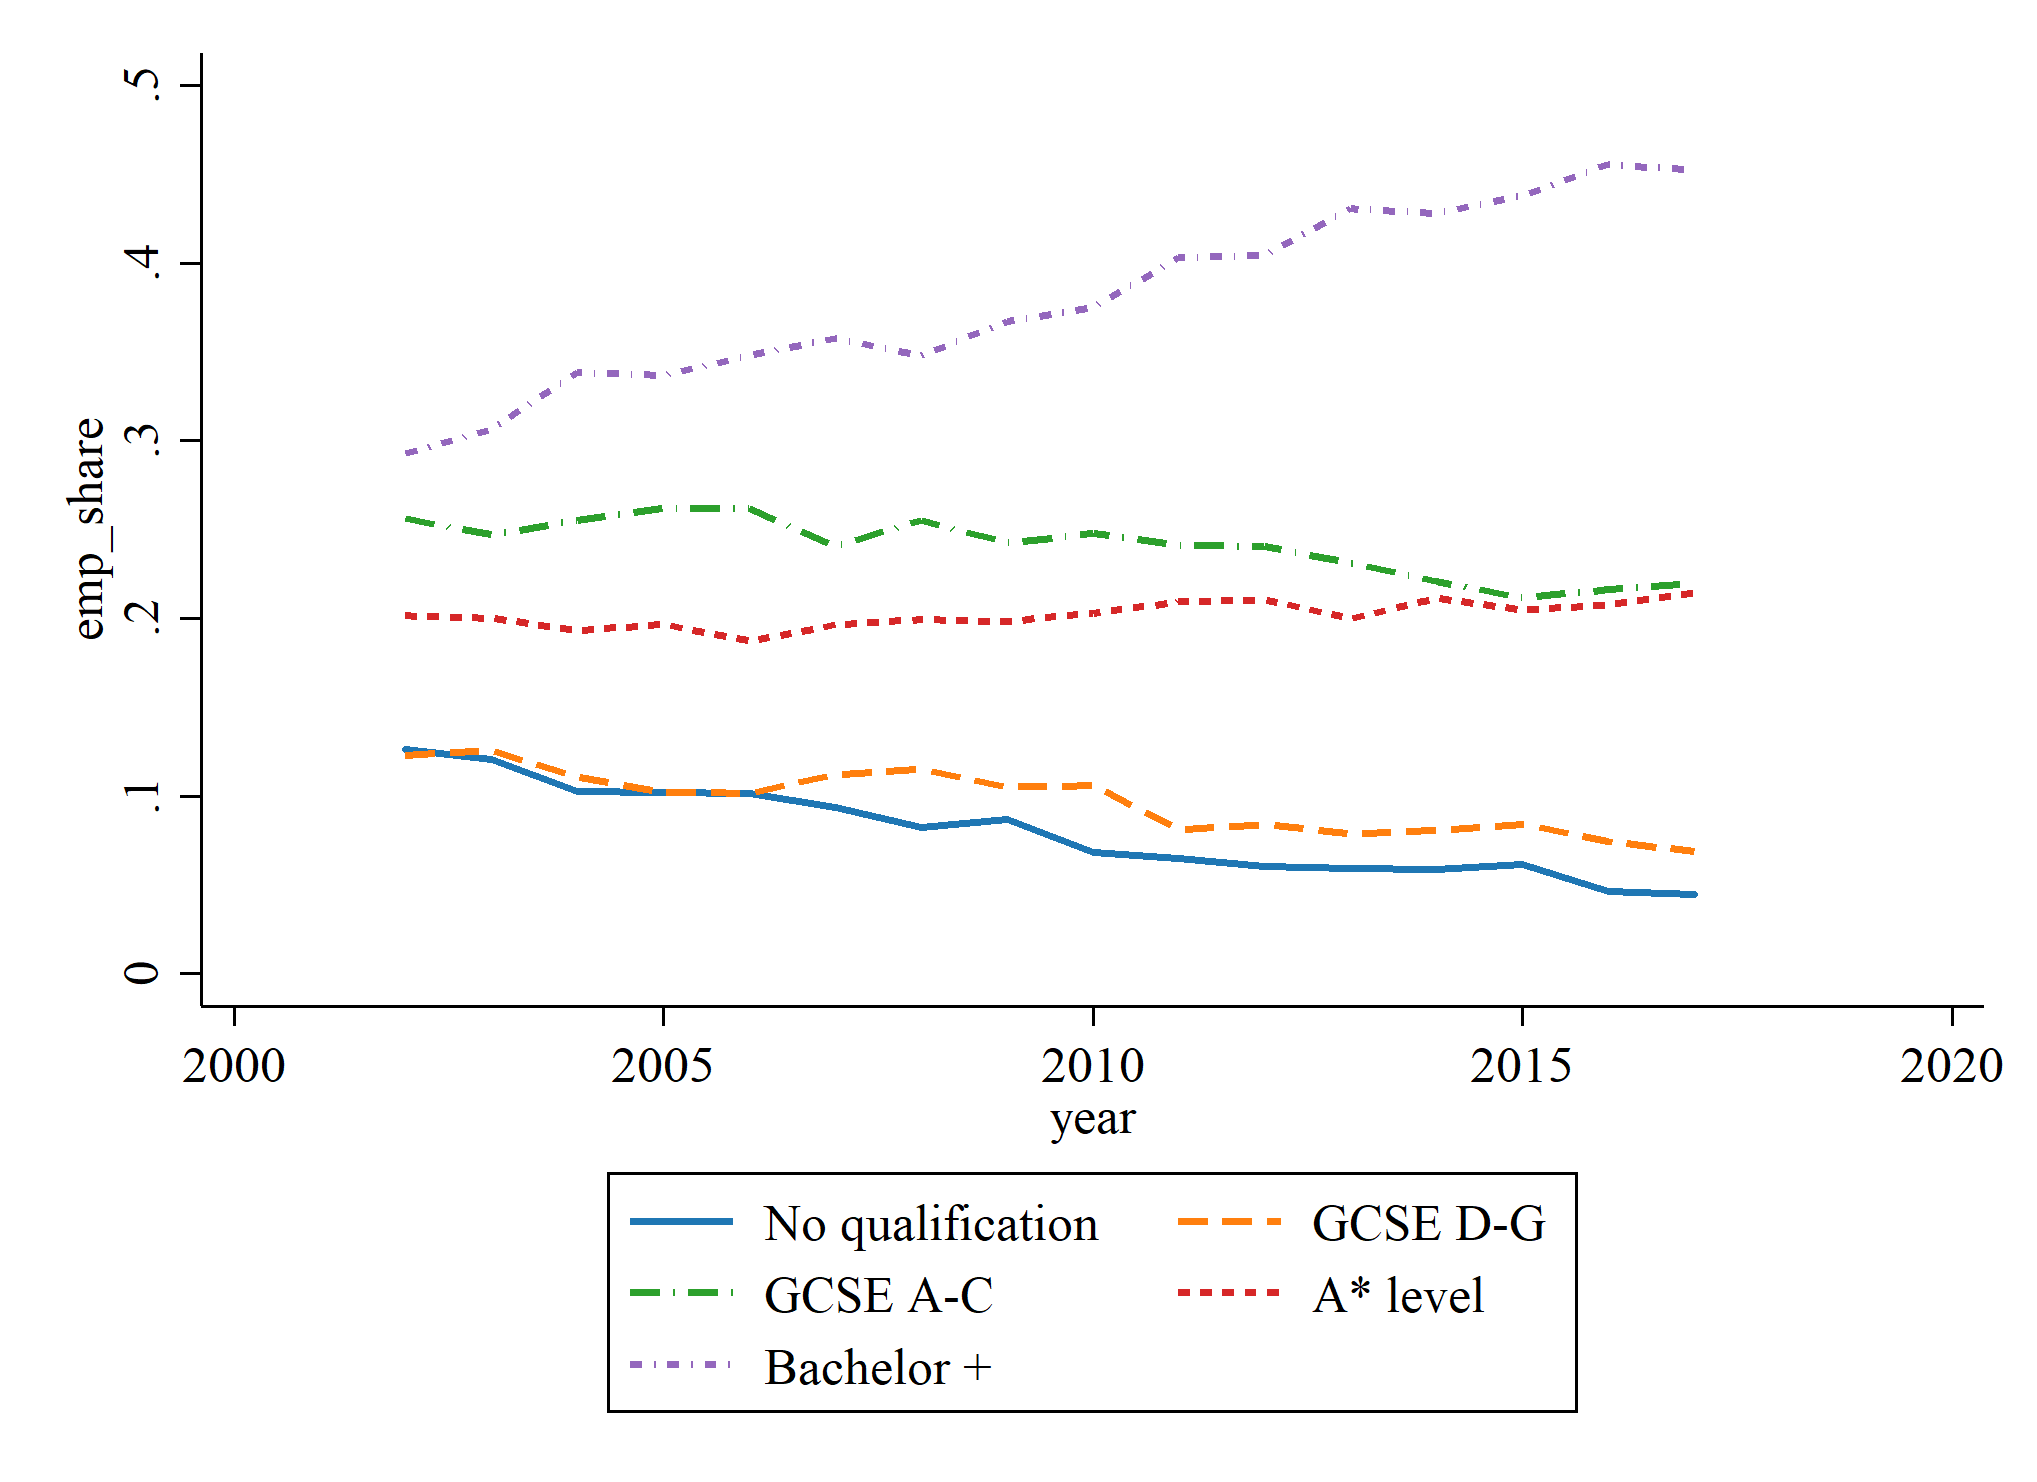 .5
.4
.3
.2
.1
0
emp_share
2000 2005 2010 2015 2020
year
No qualification GCSE D-G
GCSE A-C A* level
Bachelor +